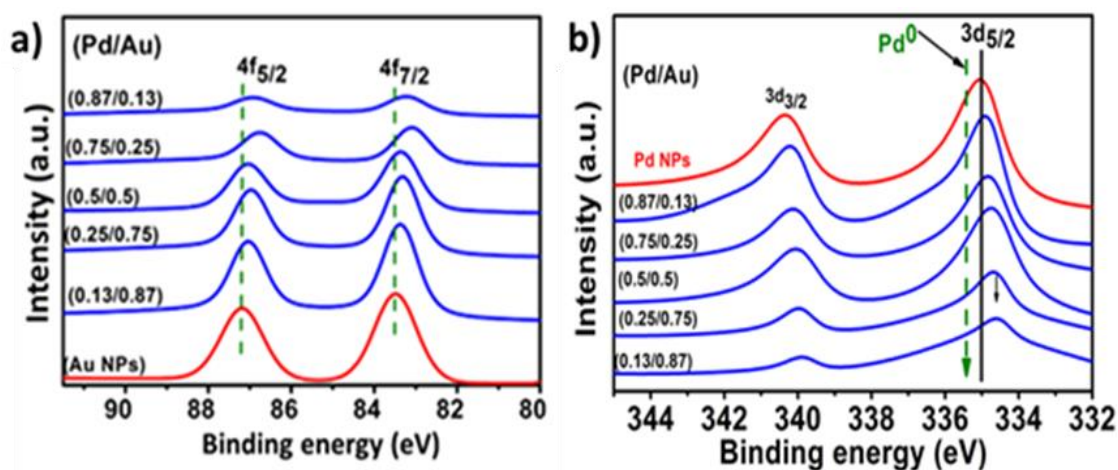 a)
(Pd/Au)
4f5/2
4f7/2
(0.87/0.13)
(0.75/0.25)
(0.5/0.5)
(0.25/0.75)
(0.13/0.87)
(Au NPs)
Intensity (a.u.)
90 88 86 84 82 80
Binding energy (eV)
b)
Pd0
3d5/2
(Pd/Au)
3d3/2
Pd NPs
(0.87/0.13)
(0.75/0.25)
(0.5/0.5)
(0.25/0.75)
(0.13/0.87)
Intensity (a.u.)
344 342 340 338 336 334 332
Binding energy (eV)